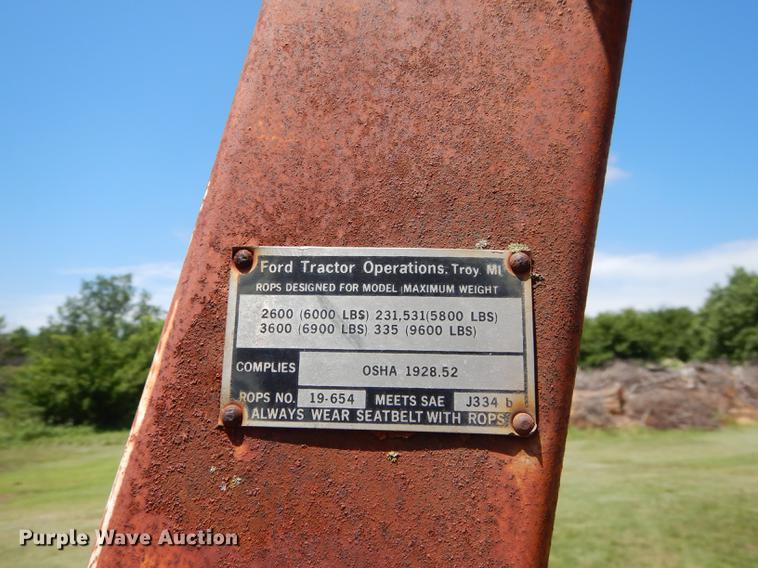 Ford Tractor Operations. Troy. MI
ROPS DESIGNED FOR MODEL (MAXIMUM WEIGHT
2600 (6000 LBS) 231,531(5800 LBS)
3600 (6900 LBS) 335 (9600 LBS)
COMPLIES OSHA 1928.52
ROPS NO. 19-654 MEETS SAE J334 b
ALWAYS WEAR SEATBELT WITH ROPS
Purple Wave Auction